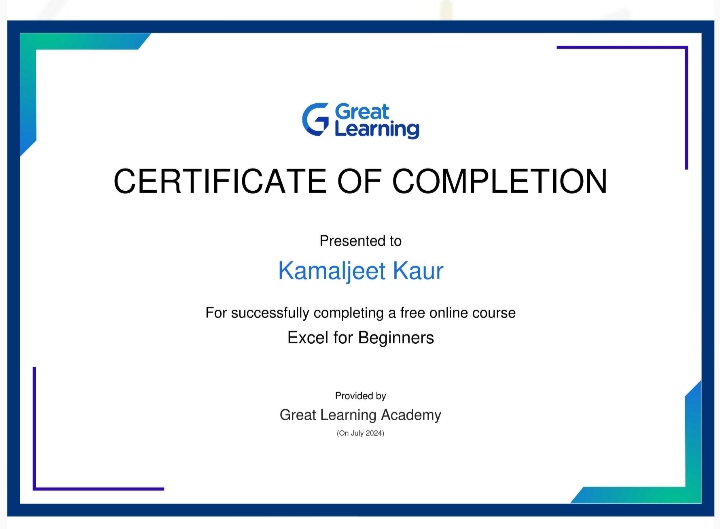 Great
Learning
CERTIFICATE OF COMPLETION
Presented to
Kamaljeet Kaur
For successfully completing a free online course
Excel for Beginners
Provided by
Great Learning Academy
(On July 2024)